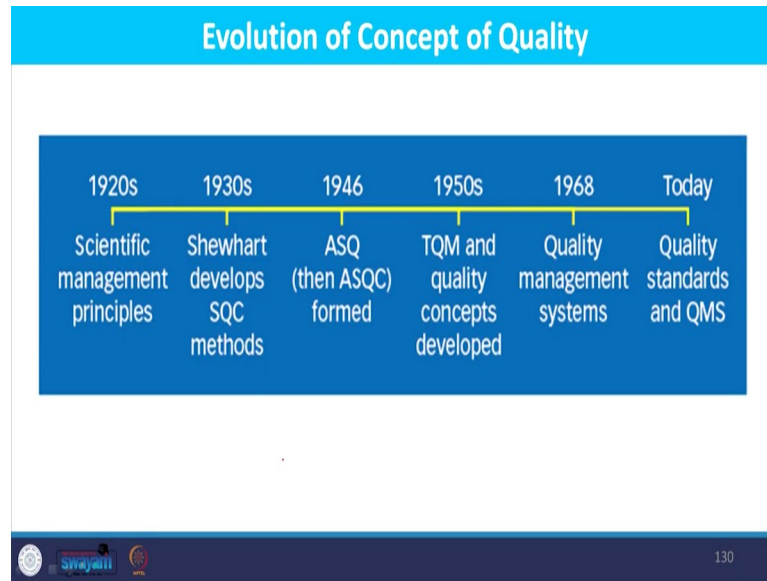 Evolution of Concept of Quality
1920s 1930s 1946 1950s 1968 Today
Scientific
management
principles
Shewhart
develops
SQC
methods
ASQ
(then ASQC)
formed
TQM and
quality
concepts
developed
Quality
management
systems
Quality
standards
and QMS
swayam
130